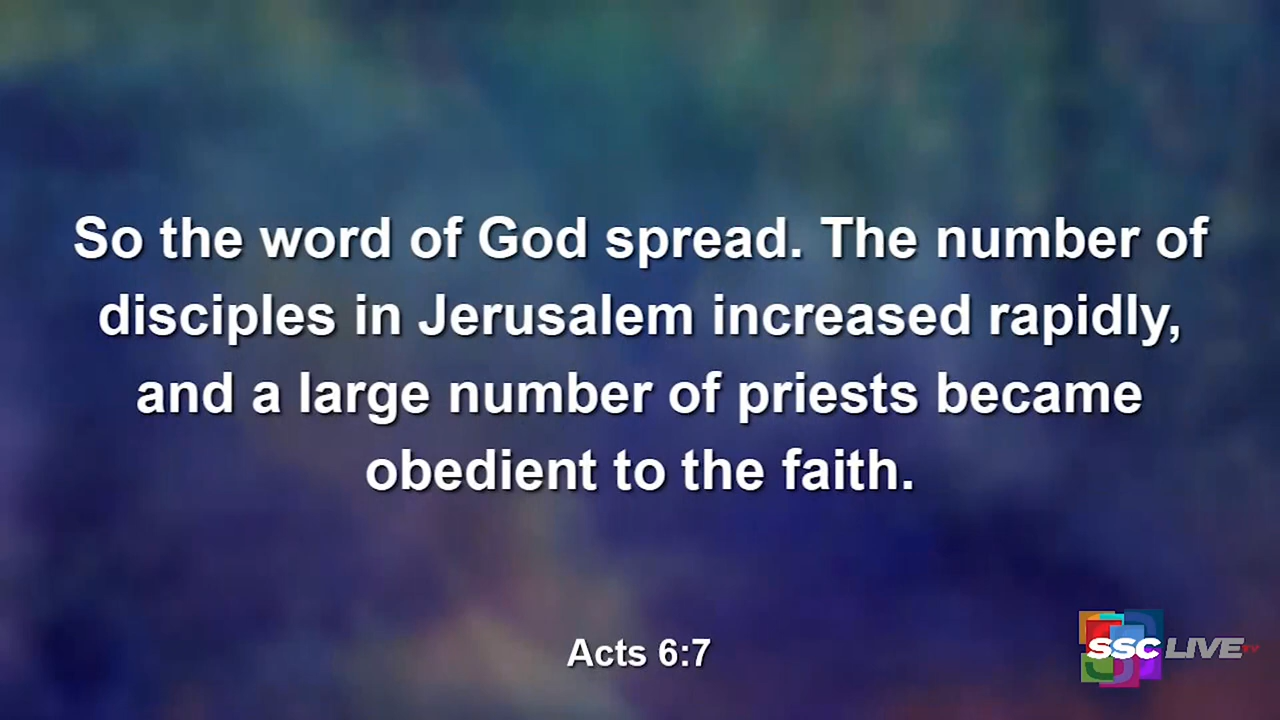 So the word of God spread. The number of
disciples in Jerusalem increased rapidly,
and a large number of priests became
obedient to the faith.
Acts 6:7
SSC LIVE TV